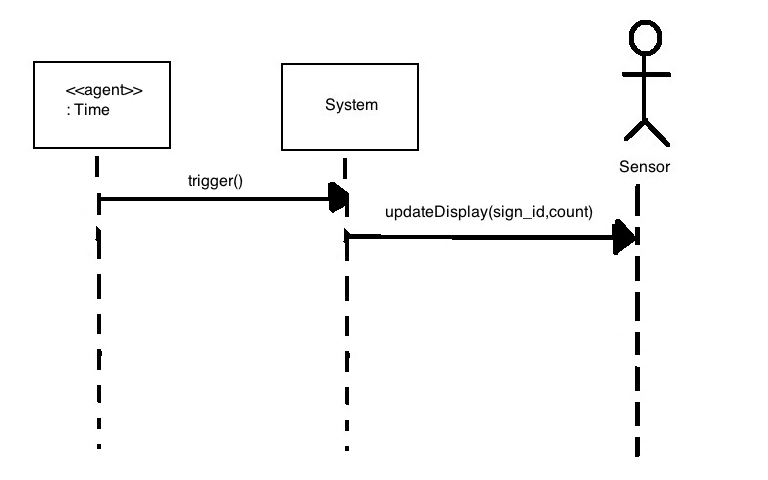 <<agent>>
: Time
System
Sensor
trigger()
updateDisplay(sign_id,count)